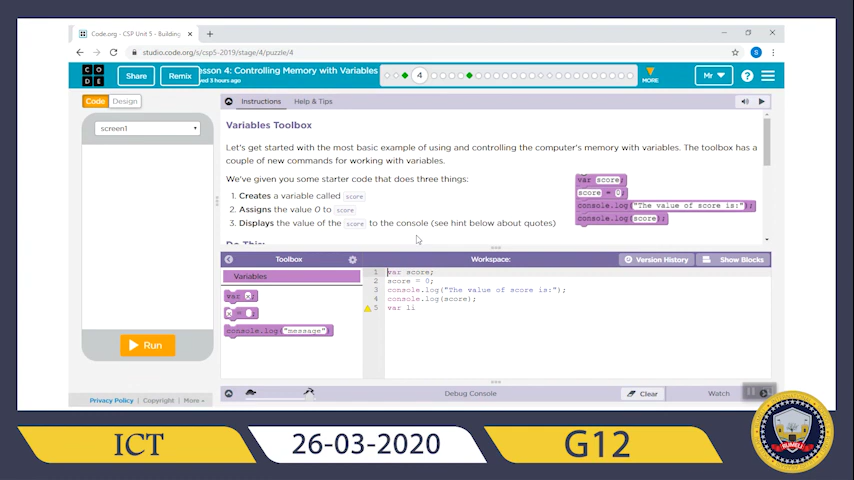 Code.org - CSP Unit 5 - Building
studio.code.org/s/csp5-2019/stage/4/puzzle/4
CODE
Share
Remix
esson 4: Controlling Memory with Variables
ved 3 hours ago
4
MORE
Mr
Code
Design
Instructions
Help & Tips
screen1
Variables Toolbox
Let's get started with the most basic example of using and controlling the computer's memory with variables. The toolbox has a
couple of new commands for working with variables.
We've given you some starter code that does three things:
1. Creates a variable called score
2. Assigns the value 0 to score
3. Displays the value of the score to the console (see hint below about quotes)
var score;
score = 0;
console.log("The value of score is:");
console.log(score);
Do This:
Toolbox
Workspace:
Version History
Show Blocks
Variables
var x;
x = ;
console.log("message")
1 var score;
2 score = 0;
3 console.log("The value of score is:");
4 console.log(score);
5 var li
Run
Debug Console
Clear
Watch
Privacy Policy | Copyright | More
ICT
26-03-2020
G12